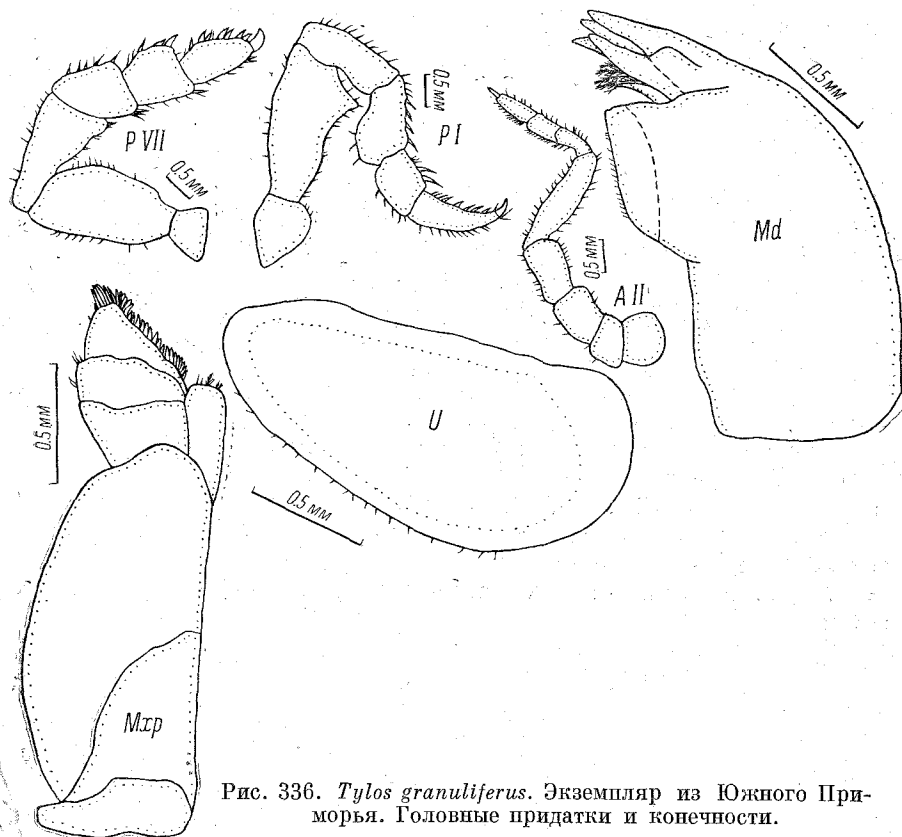 0.5 мм
P VII
0.5 мм
P I
0.5 мм
Md
0.5 мм
A II
0.5 мм
U
0.5 мм
Mxp
Рис. 336. Tylos granuliferus. Экземпляр из Южного При-
морья. Головные придатки и конечности.